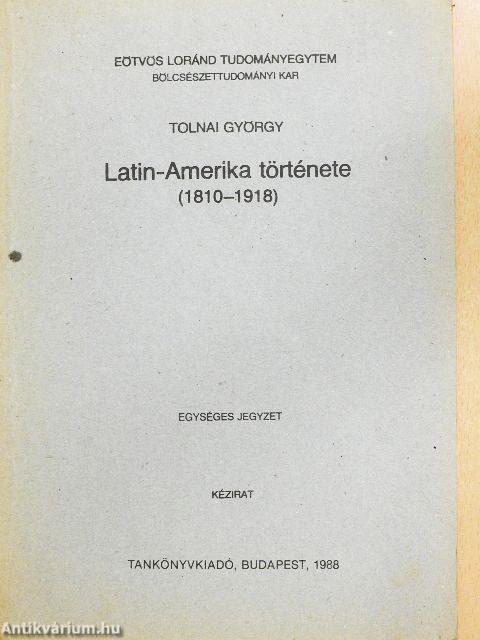 EÖTVÖS LORÁND TUDOMÁNYEGYTEM
BÖLCSÉSZETTUDOMÁNYI KAR
TOLNAI GYÖRGY
Latin-Amerika története
(1810–1918)
EGYSÉGES JEGYZET
KÉZIRAT
TANKÖNYVKIADÓ, BUDAPEST, 1988
Antikvárium.hu